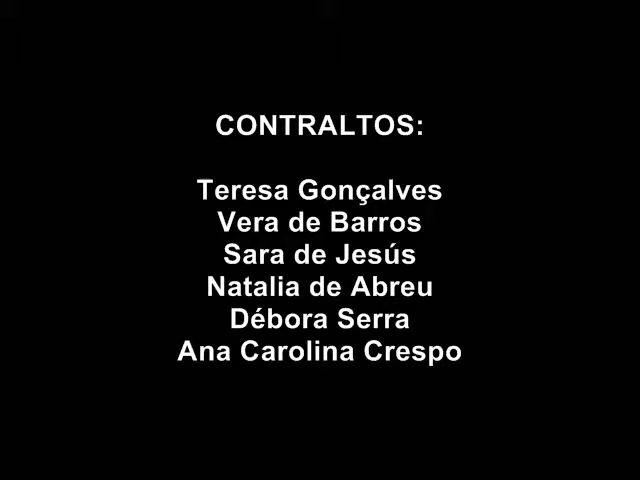 CONTRALTOS:
Teresa Gonçalves
Vera de Barros
Sara de Jesús
Natalia de Abreu
Débora Serra
Ana Carolina Crespo